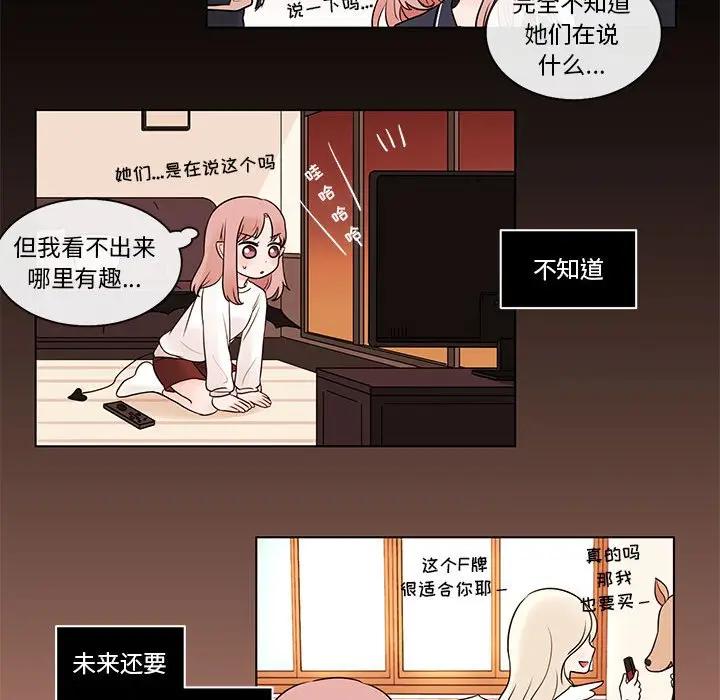 说一下吗...
完全不知道
她们在说
什么...
她们...是在说这个吗
哇
哈
哈
哈
但我看不出来
哪里有趣...
不知道
这个F牌
很适合你耶－
真的吗
那我
也要买－
未来还要